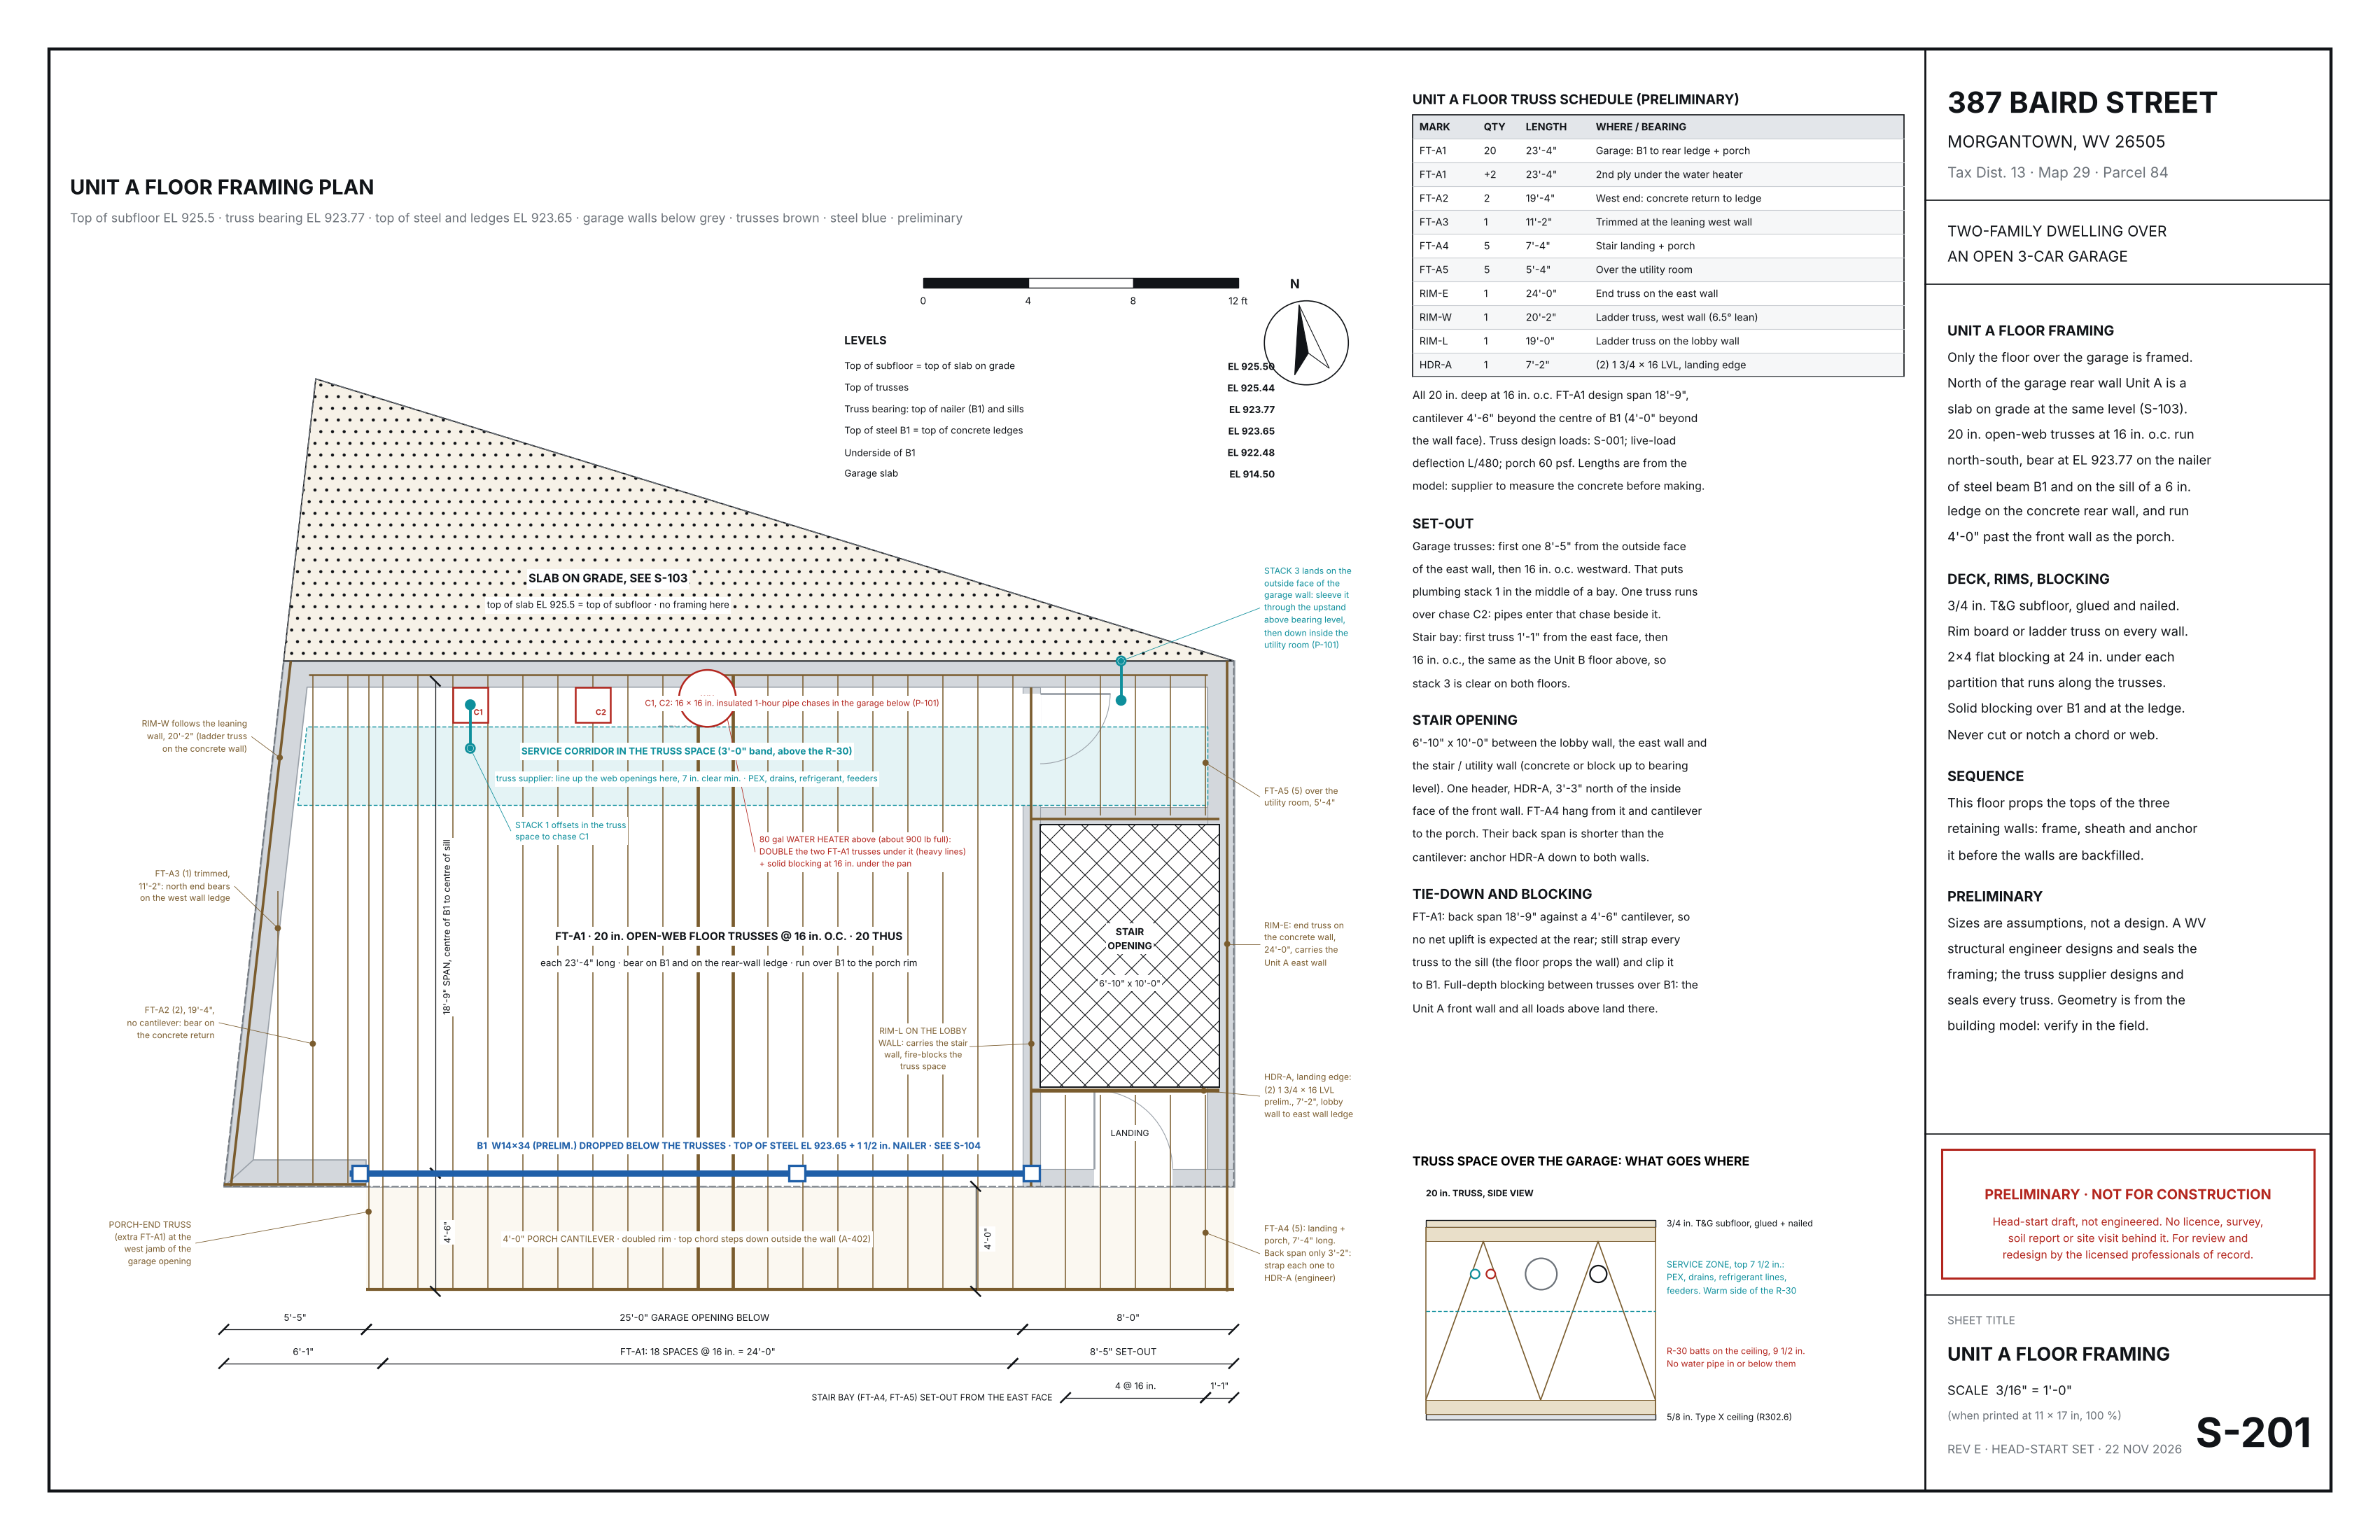 UNIT A FLOOR FRAMING PLAN
Top of subfloor EL 925.5 · truss bearing EL 923.77 · top of steel and ledges EL 923.65 · garage walls below grey · trusses brown · steel blue · preliminary
0 4 8 12 ft
N
LEVELS
Top of subfloor = top of slab on grade EL 925.50
Top of trusses EL 925.44
Truss bearing: top of nailer (B1) and sills EL 923.77
Top of steel B1 = top of concrete ledges EL 923.65
Underside of B1 EL 922.48
Garage slab EL 914.50
SLAB ON GRADE, SEE S-103
top of slab EL 925.5 = top of subfloor · no framing here
STACK 3 lands on the
outside face of the
garage wall: sleeve it
through the upstand
above bearing level,
then down inside the
utility room (P-101)
C1
C2
C1, C2: 16 × 16 in. insulated 1-hour pipe chases in the garage below (P-101)
RIM-W follows the leaning
wall, 20'-2" (ladder truss
on the concrete wall)
SERVICE CORRIDOR IN THE TRUSS SPACE (3'-0" band, above the R-30)
truss supplier: line up the web openings here, 7 in. clear min. · PEX, drains, refrigerant, feeders
FT-A5 (5) over the
utility room, 5'-4"
STACK 1 offsets in the truss
space to chase C1
80 gal WATER HEATER above (about 900 lb full):
DOUBLE the two FT-A1 trusses under it (heavy lines)
+ solid blocking at 16 in. under the pan
18'-9" SPAN, centre of B1 to centre of sill
FT-A3 (1) trimmed,
11'-2": north end bears
on the west wall ledge
FT-A1 · 20 in. OPEN-WEB FLOOR TRUSSES @ 16 in. O.C. · 20 THUS
each 23'-4" long · bear on B1 and on the rear-wall ledge · run over B1 to the porch rim
STAIR
OPENING
6'-10" x 10'-0"
RIM-E: end truss on
the concrete wall,
24'-0", carries the
Unit A east wall
FT-A2 (2), 19'-4",
no cantilever: bear on
the concrete return
RIM-L ON THE LOBBY
WALL: carries the stair
wall, fire-blocks the
truss space
HDR-A, landing edge:
(2) 1 3/4 × 16 LVL
prelim., 7'-2", lobby
wall to east wall ledge
LANDING
B1 W14×34 (PRELIM.) DROPPED BELOW THE TRUSSES · TOP OF STEEL EL 923.65 + 1 1/2 in. NAILER · SEE S-104
PORCH-END TRUSS
(extra FT-A1) at the
west jamb of the
garage opening
4'-6"
4'-0" PORCH CANTILEVER · doubled rim · top chord steps down outside the wall (A-402)
4'-0"
FT-A4 (5): landing +
porch, 7'-4" long.
Back span only 3'-2":
strap each one to
HDR-A (engineer)
5'-5" 25'-0" GARAGE OPENING BELOW 8'-0"
6'-1" FT-A1: 18 SPACES @ 16 in. = 24'-0" 8'-5" SET-OUT
STAIR BAY (FT-A4, FT-A5) SET-OUT FROM THE EAST FACE 4 @ 16 in. 1'-1"
UNIT A FLOOR TRUSS SCHEDULE (PRELIMINARY)
MARK QTY LENGTH WHERE / BEARING
FT-A1 20 23'-4" Garage: B1 to rear ledge + porch
FT-A1 +2 23'-4" 2nd ply under the water heater
FT-A2 2 19'-4" West end: concrete return to ledge
FT-A3 1 11'-2" Trimmed at the leaning west wall
FT-A4 5 7'-4" Stair landing + porch
FT-A5 5 5'-4" Over the utility room
RIM-E 1 24'-0" End truss on the east wall
RIM-W 1 20'-2" Ladder truss, west wall (6.5° lean)
RIM-L 1 19'-0" Ladder truss on the lobby wall
HDR-A 1 7'-2" (2) 1 3/4 × 16 LVL, landing edge
All 20 in. deep at 16 in. o.c. FT-A1 design span 18'-9",
cantilever 4'-6" beyond the centre of B1 (4'-0" beyond
the wall face). Truss design loads: S-001; live-load
deflection L/480; porch 60 psf. Lengths are from the
model: supplier to measure the concrete before making.
SET-OUT
Garage trusses: first one 8'-5" from the outside face
of the east wall, then 16 in. o.c. westward. That puts
plumbing stack 1 in the middle of a bay. One truss runs
over chase C2: pipes enter that chase beside it.
Stair bay: first truss 1'-1" from the east face, then
16 in. o.c., the same as the Unit B floor above, so
stack 3 is clear on both floors.
STAIR OPENING
6'-10" x 10'-0" between the lobby wall, the east wall and
the stair / utility wall (concrete or block up to bearing
level). One header, HDR-A, 3'-3" north of the inside
face of the front wall. FT-A4 hang from it and cantilever
to the porch. Their back span is shorter than the
cantilever: anchor HDR-A down to both walls.
TIE-DOWN AND BLOCKING
FT-A1: back span 18'-9" against a 4'-6" cantilever, so
no net uplift is expected at the rear; still strap every
truss to the sill (the floor props the wall) and clip it
to B1. Full-depth blocking between trusses over B1: the
Unit A front wall and all loads above land there.
TRUSS SPACE OVER THE GARAGE: WHAT GOES WHERE
20 in. TRUSS, SIDE VIEW
3/4 in. T&G subfloor, glued + nailed
SERVICE ZONE, top 7 1/2 in.:
PEX, drains, refrigerant lines,
feeders. Warm side of the R-30
R-30 batts on the ceiling, 9 1/2 in.
No water pipe in or below them
5/8 in. Type X ceiling (R302.6)
387 BAIRD STREET
MORGANTOWN, WV 26505
Tax Dist. 13 · Map 29 · Parcel 84
TWO-FAMILY DWELLING OVER
AN OPEN 3-CAR GARAGE
UNIT A FLOOR FRAMING
Only the floor over the garage is framed.
North of the garage rear wall Unit A is a
slab on grade at the same level (S-103).
20 in. open-web trusses at 16 in. o.c. run
north-south, bear at EL 923.77 on the nailer
of steel beam B1 and on the sill of a 6 in.
ledge on the concrete rear wall, and run
4'-0" past the front wall as the porch.
DECK, RIMS, BLOCKING
3/4 in. T&G subfloor, glued and nailed.
Rim board or ladder truss on every wall.
2×4 flat blocking at 24 in. under each
partition that runs along the trusses.
Solid blocking over B1 and at the ledge.
Never cut or notch a chord or web.
SEQUENCE
This floor props the tops of the three
retaining walls: frame, sheath and anchor
it before the walls are backfilled.
PRELIMINARY
Sizes are assumptions, not a design. A WV
structural engineer designs and seals the
framing; the truss supplier designs and
seals every truss. Geometry is from the
building model: verify in the field.
PRELIMINARY · NOT FOR CONSTRUCTION
Head-start draft, not engineered. No licence, survey,
soil report or site visit behind it. For review and
redesign by the licensed professionals of record.
SHEET TITLE
UNIT A FLOOR FRAMING
SCALE 3/16" = 1'-0"
(when printed at 11 × 17 in, 100 %)
REV E · HEAD-START SET · 22 NOV 2026
S-201